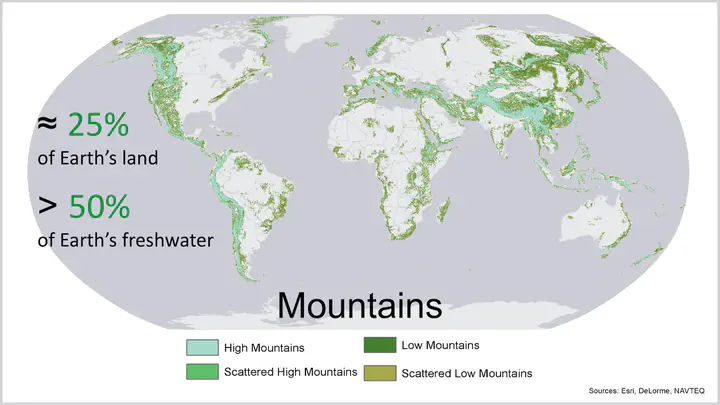 ≈ 25%
of Earth's land
> 50%
of Earth's freshwater
Mountains
High Mountains
Low Mountains
Scattered High Mountains
Scattered Low Mountains
Sources: Esri, DeLorme, NAVTEQ